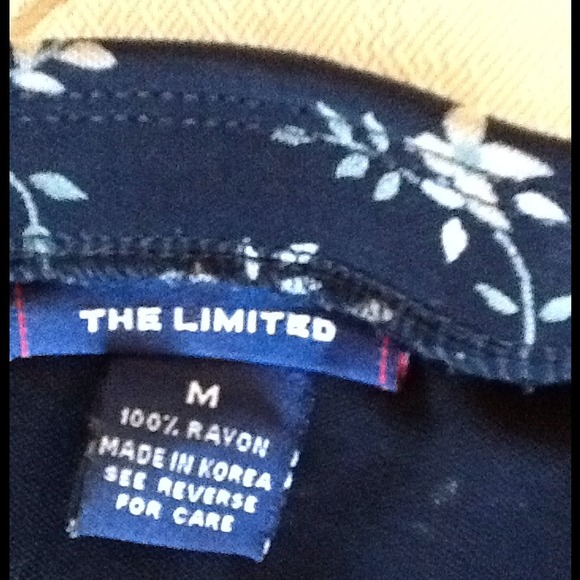 THE LIMITED
M
100% RAYON
MADE IN KOREA
SEE REVERSE
FOR CARE